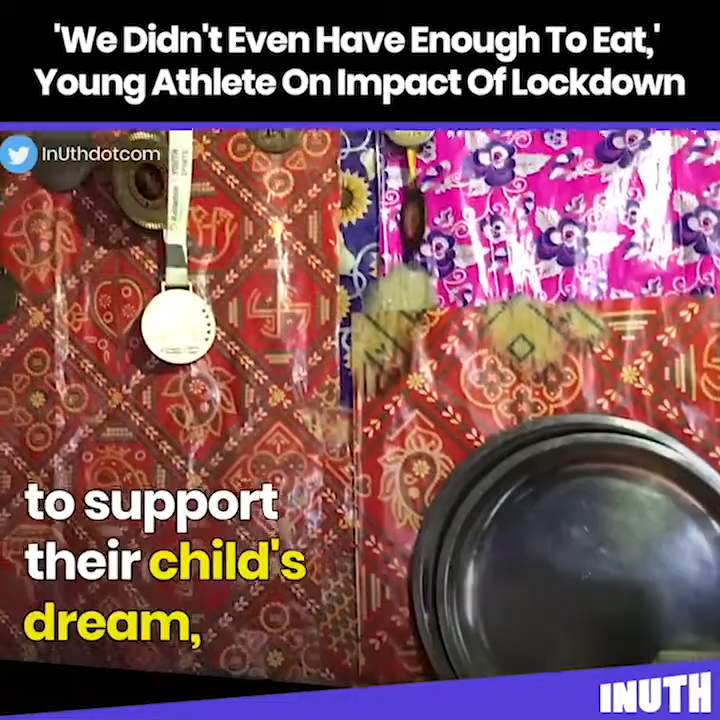 'We Didn't Even Have Enough To Eat,'
Young Athlete On Impact Of Lockdown
InUthdotcom
to support
their child's
dream,
INUTH